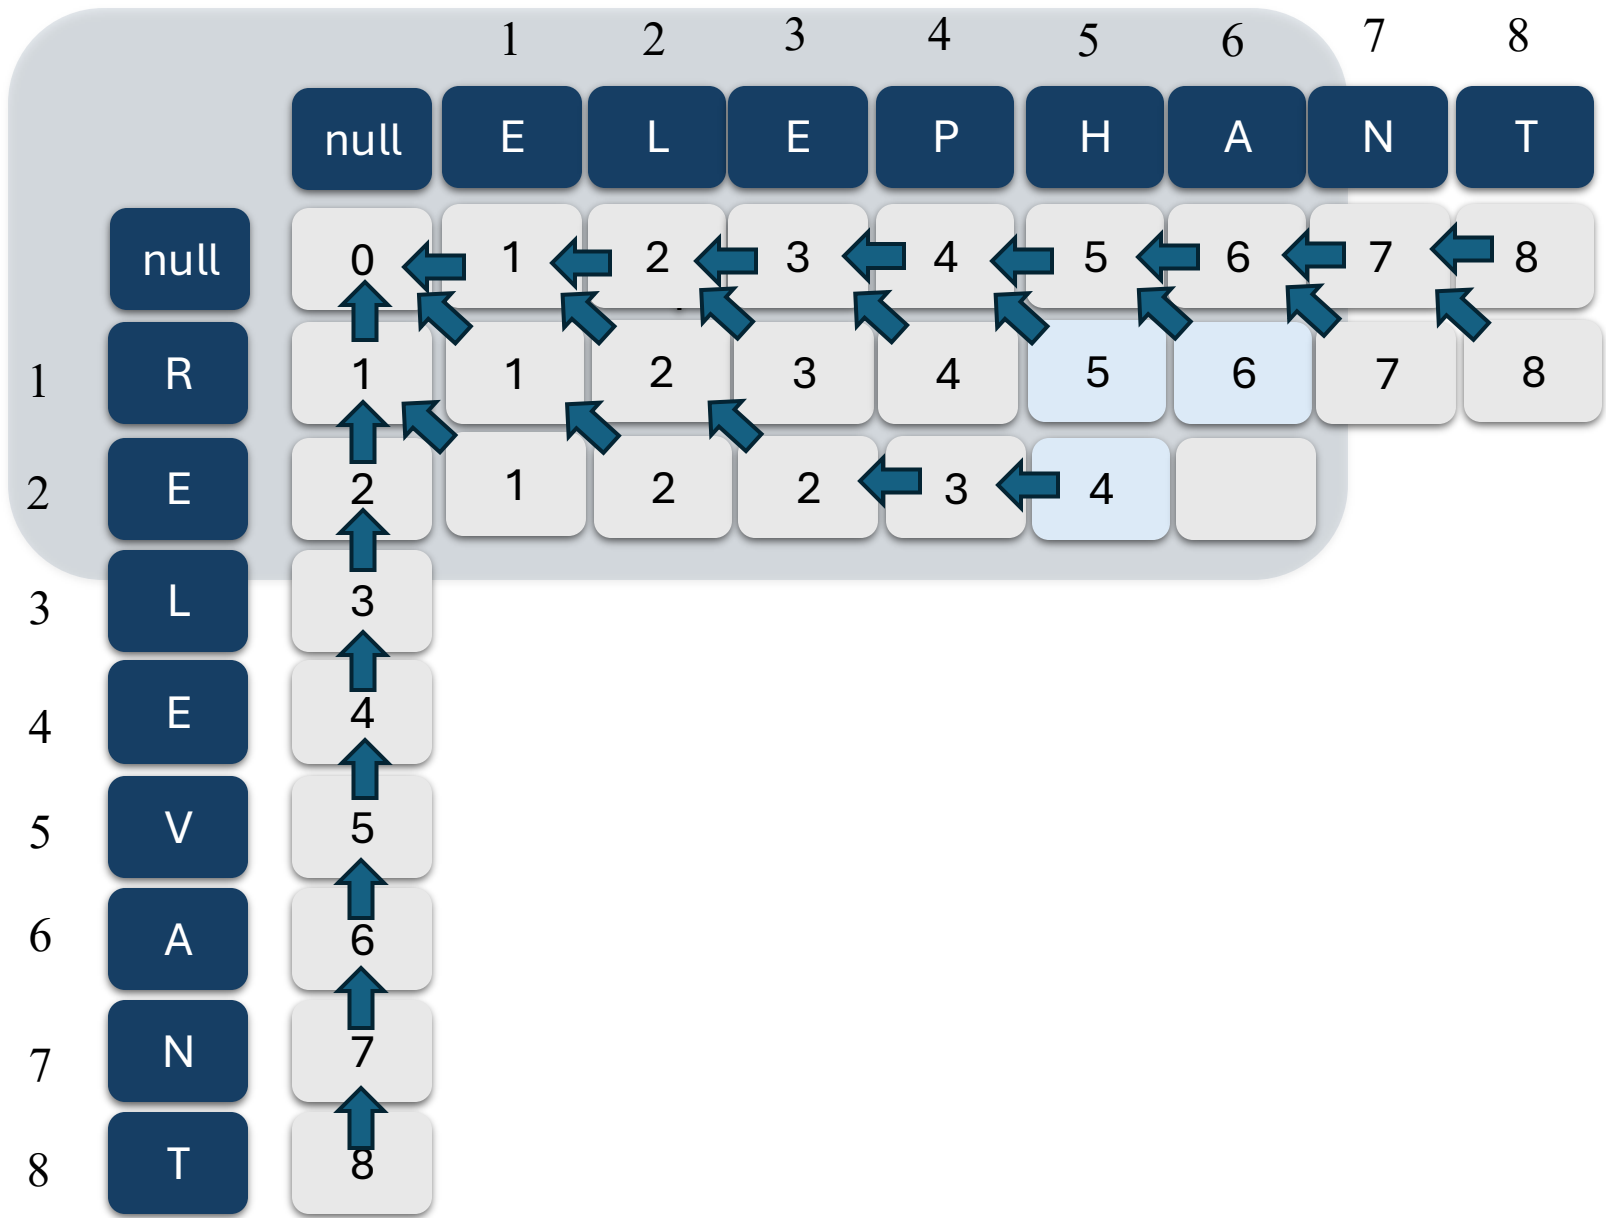 1 2 3 4 5 6 7 8
null E L E P H A N T
null 0 1 2 3 4 5 6 7 8
1 R 1 1 2 3 4 5 6 7 8
2 E 2 1 2 2 3 4
3 L 3
4 E 4
5 V 5
6 A 6
7 N 7
8 T 8